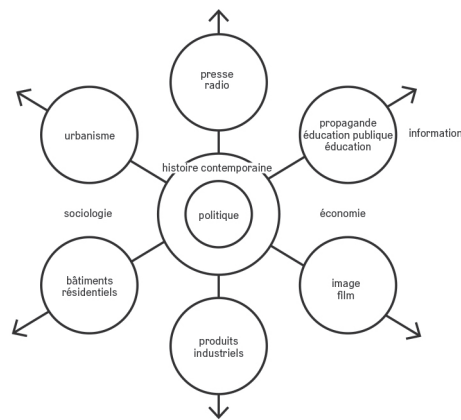 presse
radio
urbanisme
propagande
éducation publique
éducation
information
histoire contemporaine
sociologie
politique
économie
bâtiments
résidentiels
image
film
produits
industriels